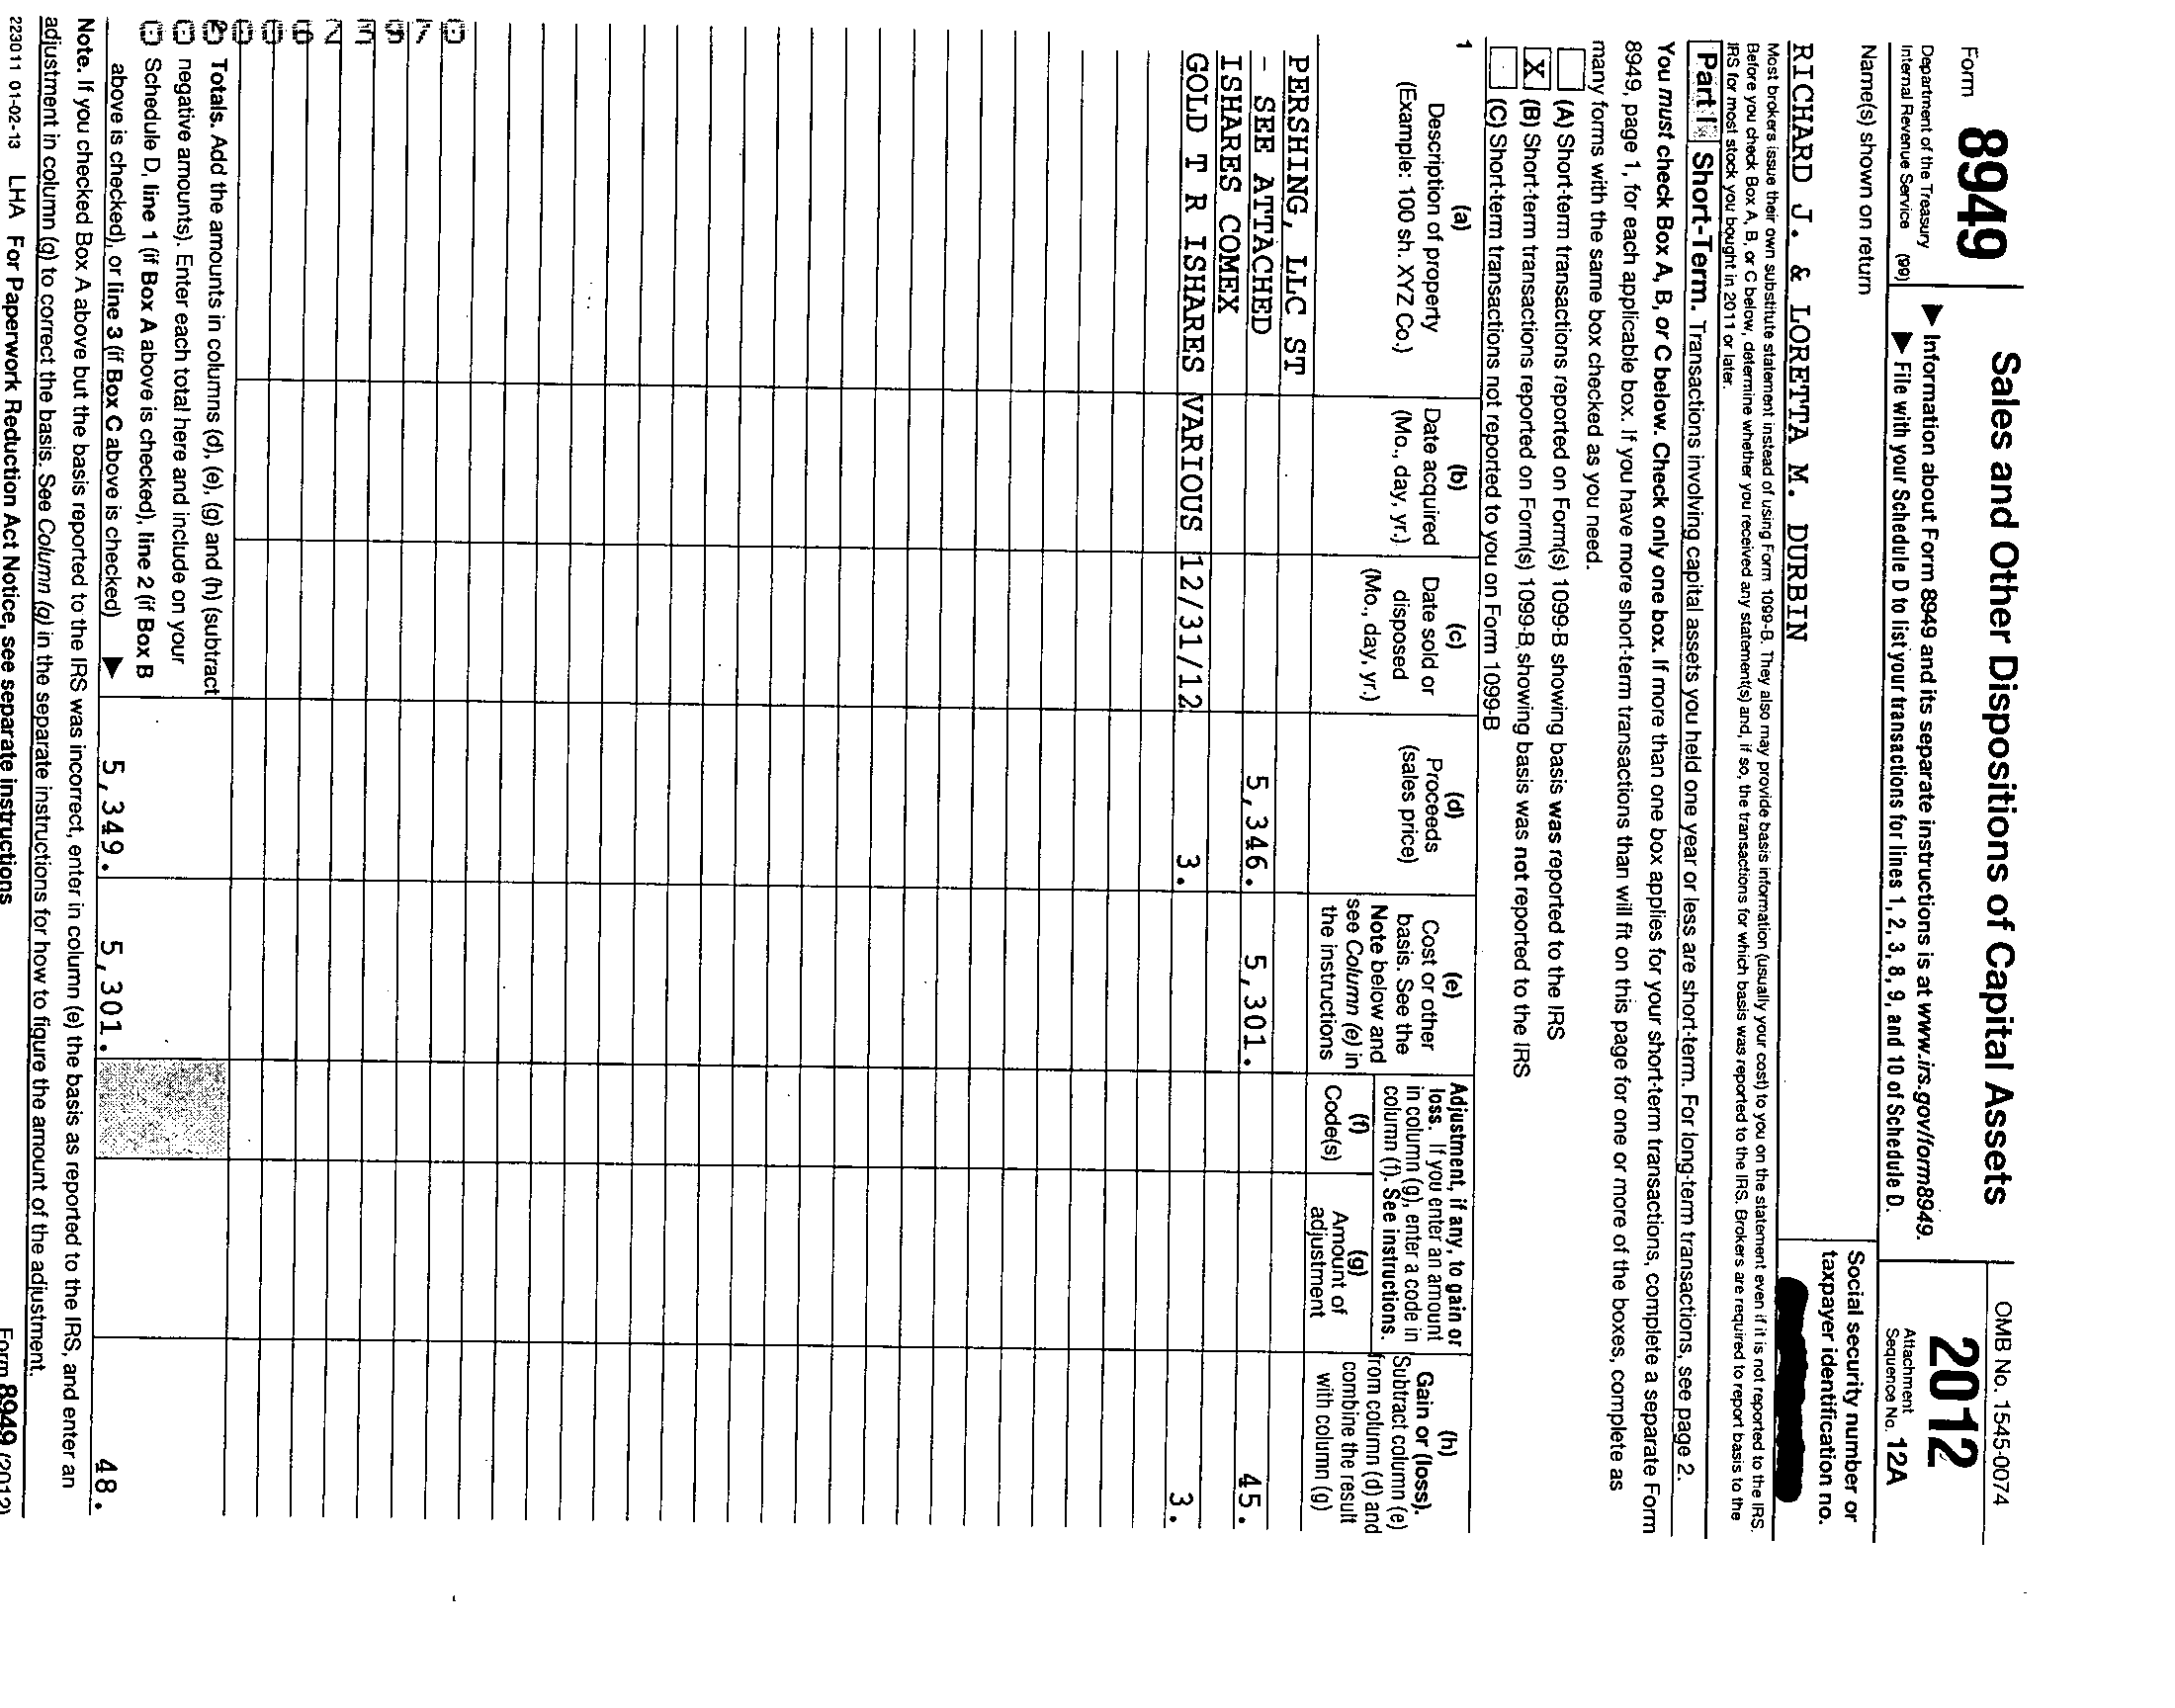 Form 8949
Department of the Treasury
Internal Revenue Service (99)
Sales and Other Dispositions of Capital Assets
▶ Information about Form 8949 and its separate instructions is at www.irs.gov/form8949.
▶ File with your Schedule D to list your transactions for lines 1, 2, 3, 8, 9, and 10 of Schedule D.
OMB No. 1545-0074
2012
Attachment
Sequence No. 12A
Name(s) shown on return
Social security number or
taxpayer identification no.
RICHARD J. & LORETTA M. DURBIN
Most brokers issue their own substitute statement instead of using Form 1099-B. They also may provide basis information (usually your cost) to you on the statement even if it is not reported to the IRS.
Before you check Box A, B, or C below, determine whether you received any statement(s) and, if so, the transactions for which basis was reported to the IRS. Brokers are required to report basis to the
IRS for most stock you bought in 2011 or later.
Part I Short-Term. Transactions involving capital assets you held one year or less are short-term. For long-term transactions, see page 2.
You must check Box A, B, or C below. Check only one box. If more than one box applies for your short-term transactions, complete a separate Form
8949, page 1, for each applicable box. If you have more short-term transactions than will fit on this page for one or more of the boxes, complete as
many forms with the same box checked as you need.
(A) Short-term transactions reported on Form(s) 1099-B showing basis was reported to the IRS
X (B) Short-term transactions reported on Form(s) 1099-B showing basis was not reported to the IRS
(C) Short-term transactions not reported to you on Form 1099-B
1
(a)
Description of property
(Example: 100 sh. XYZ Co.)
(b)
Date acquired
(Mo., day, yr.)
(c)
Date sold or
disposed
(Mo., day, yr.)
(d)
Proceeds
(sales price)
(e)
Cost or other
basis. See the
Note below and
see Column (e) in
the instructions
Adjustment, if any, to gain or
loss. If you enter an amount
in column (g), enter a code in
column (f). See instructions.
(f)
Code(s)
(g)
Amount of
adjustment
(h)
Gain or (loss).
Subtract column (e)
from column (d) and
combine the result
with column (g)
PERSHING, LLC ST
- SEE ATTACHED 5,346. 5,301. 45.
ISHARES COMEX
GOLD T R ISHARES VARIOUS 12/31/12 3. 3.
2 Totals. Add the amounts in columns (d), (e), (g) and (h) (subtract
negative amounts). Enter each total here and include on your
Schedule D, line 1 (if Box A above is checked), line 2 (if Box B
above is checked), or line 3 (if Box C above is checked) ▶ 5,349. 5,301. 48.
Note. If you checked Box A above but the basis reported to the IRS was incorrect, enter in column (e) the basis as reported to the IRS, and enter an
adjustment in column (g) to correct the basis. See Column (g) in the separate instructions for how to figure the amount of the adjustment.
223011 01-02-13 LHA For Paperwork Reduction Act Notice, see separate instructions Form 8949 (2012)